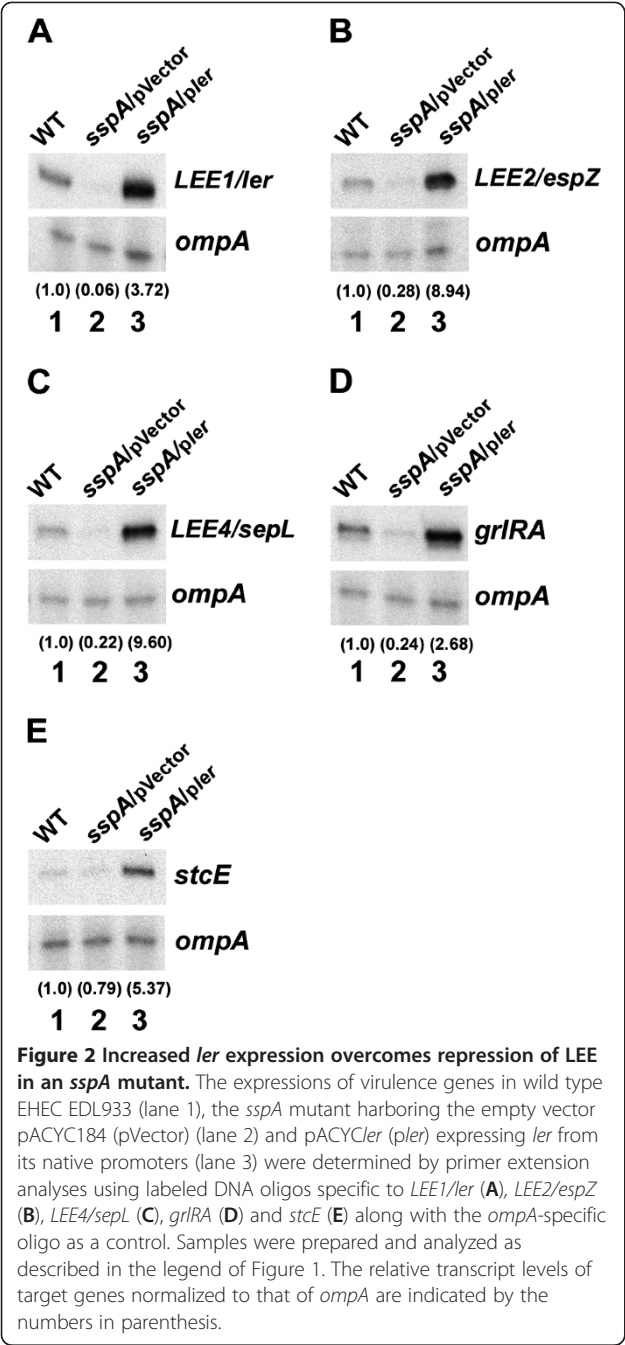 A
WT
sspA/pVector
sspA/pler
LEE1/ler
ompA
(1.0) (0.06) (3.72)
1 2 3
B
WT
sspA/pVector
sspA/pler
LEE2/espZ
ompA
(1.0) (0.28) (8.94)
1 2 3
C
WT
sspA/pVector
sspA/pler
LEE4/sepL
ompA
(1.0) (0.22) (9.60)
1 2 3
D
WT
sspA/pVector
sspA/pler
grlRA
ompA
(1.0) (0.24) (2.68)
1 2 3
E
WT
sspA/pVector
sspA/pler
stcE
ompA
(1.0) (0.79) (5.37)
1 2 3
Figure 2 Increased ler expression overcomes repression of LEE
in an sspA mutant. The expressions of virulence genes in wild type
EHEC EDL933 (lane 1), the sspA mutant harboring the empty vector
pACYC184 (pVector) (lane 2) and pACYCler (pler) expressing ler from
its native promoters (lane 3) were determined by primer extension
analyses using labeled DNA oligos specific to LEE1/ler (A), LEE2/espZ
(B), LEE4/sepL (C), grlRA (D) and stcE (E) along with the ompA-specific
oligo as a control. Samples were prepared and analyzed as
described in the legend of Figure 1. The relative transcript levels of
target genes normalized to that of ompA are indicated by the
numbers in parenthesis.